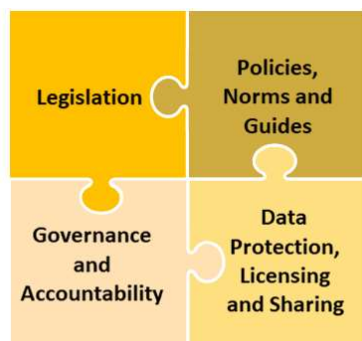 Legislation
Policies,
Norms and
Guides
Governance
and
Accountability
Data
Protection,
Licensing
and Sharing